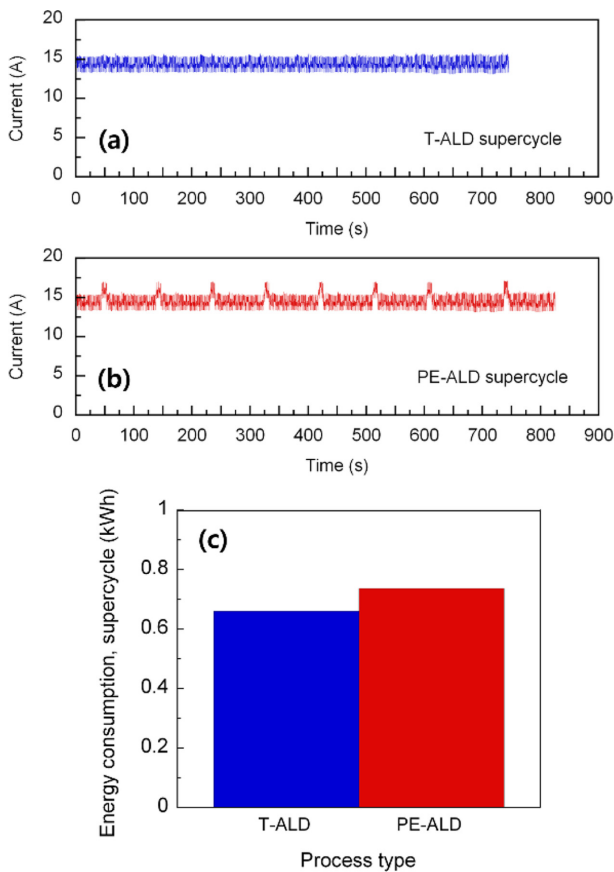 20
15
10
5
0
Current (A)
(a)
T-ALD supercycle
0 100 200 300 400 500 600 700 800 900
Time (s)
20
15
10
5
0
Current (A)
(b)
PE-ALD supercycle
0 100 200 300 400 500 600 700 800 900
Time (s)
1
0.8
0.6
0.4
0.2
0
Energy consumption, supercycle (kWh)
(c)
T-ALD PE-ALD
Process type